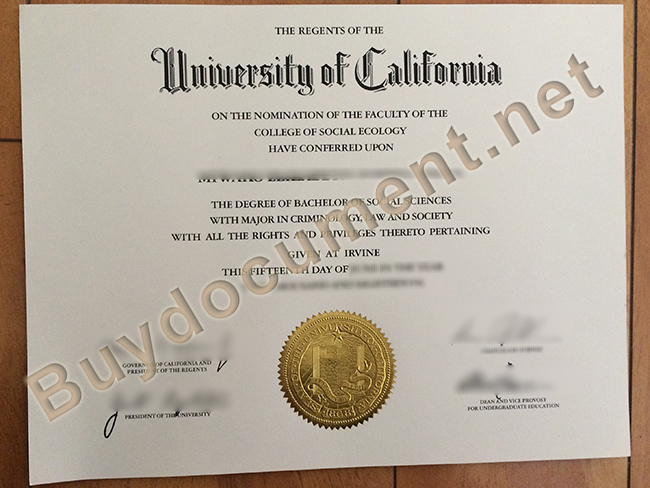 THE REGENTS OF THE
University of California
ON THE NOMINATION OF THE FACULTY OF THE
COLLEGE OF SOCIAL ECOLOGY
HAVE CONFERRED UPON
THE DEGREE OF BACHELOR OF SOCIAL SCIENCES
WITH MAJOR IN CRIMINOLOGY, LAW AND SOCIETY
WITH ALL THE RIGHTS AND PRIVILEGES THERETO PERTAINING
GIVEN AT IRVINE
THIS FIFTEENTH DAY OF
GOVERNOR OF CALIFORNIA AND
PRESIDENT OF THE REGENTS
PRESIDENT OF THE UNIVERSITY
DEAN AND VICE PROVOST
FOR UNDERGRADUATE EDUCATION
Buydocument.net